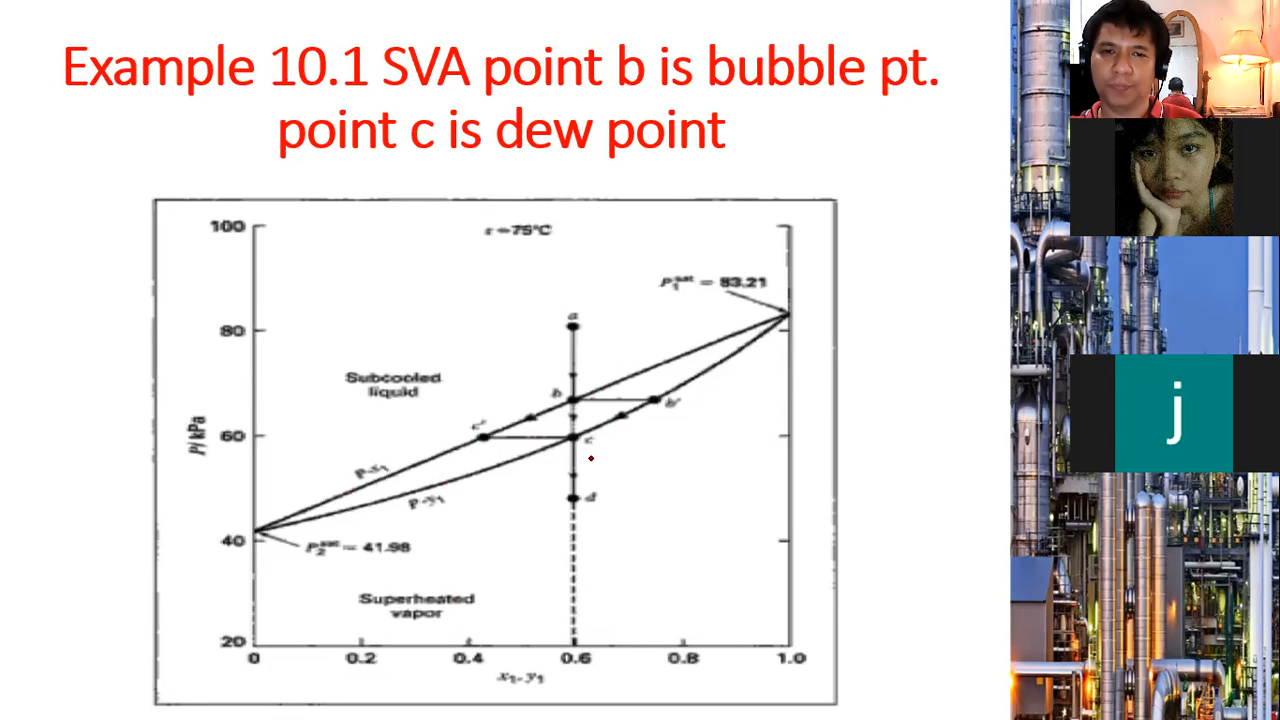 Example 10.1 SVA point b is bubble pt.
point c is dew point
100
t = 75°C
P₁ˢᵃᵗ = 83.21
a
80
Subcooled
liquid
b
b'
P/kPa
c'
60
c
P-x₁
d
P-y₁
40
P₂ˢᵃᵗ = 41.98
Superheated
vapor
20
0 0.2 0.4 0.6 0.8 1.0
x₁, y₁
j